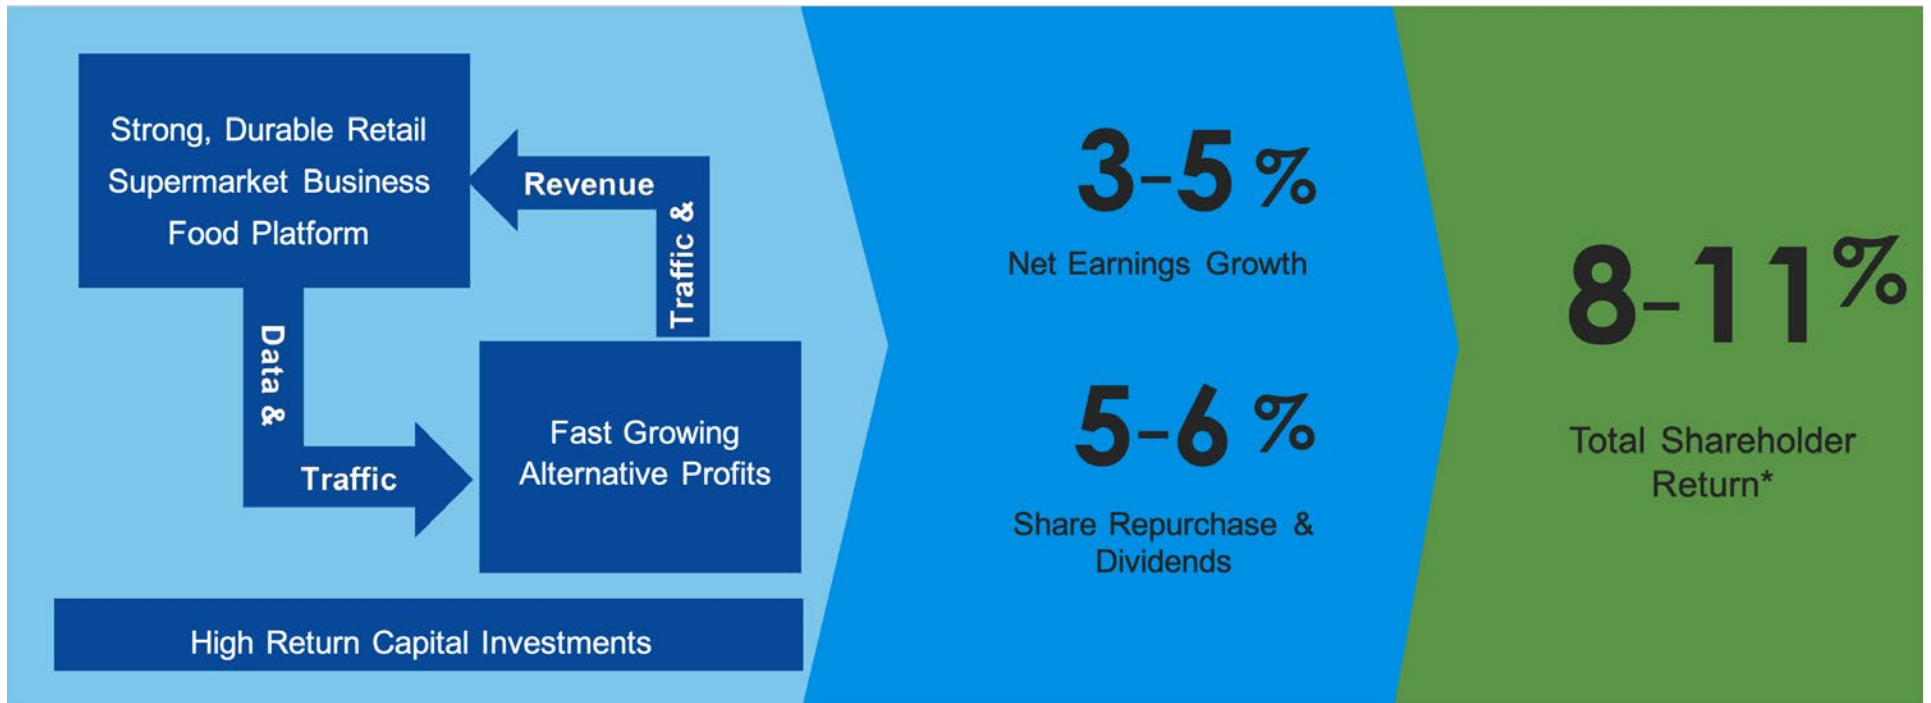 Strong, Durable Retail
Supermarket Business
Food Platform
Revenue
Traffic &
Data &
Traffic
Fast Growing
Alternative Profits
High Return Capital Investments
3-5 %
Net Earnings Growth
5-6 %
Share Repurchase &
Dividends
8-11%
Total Shareholder
Return*